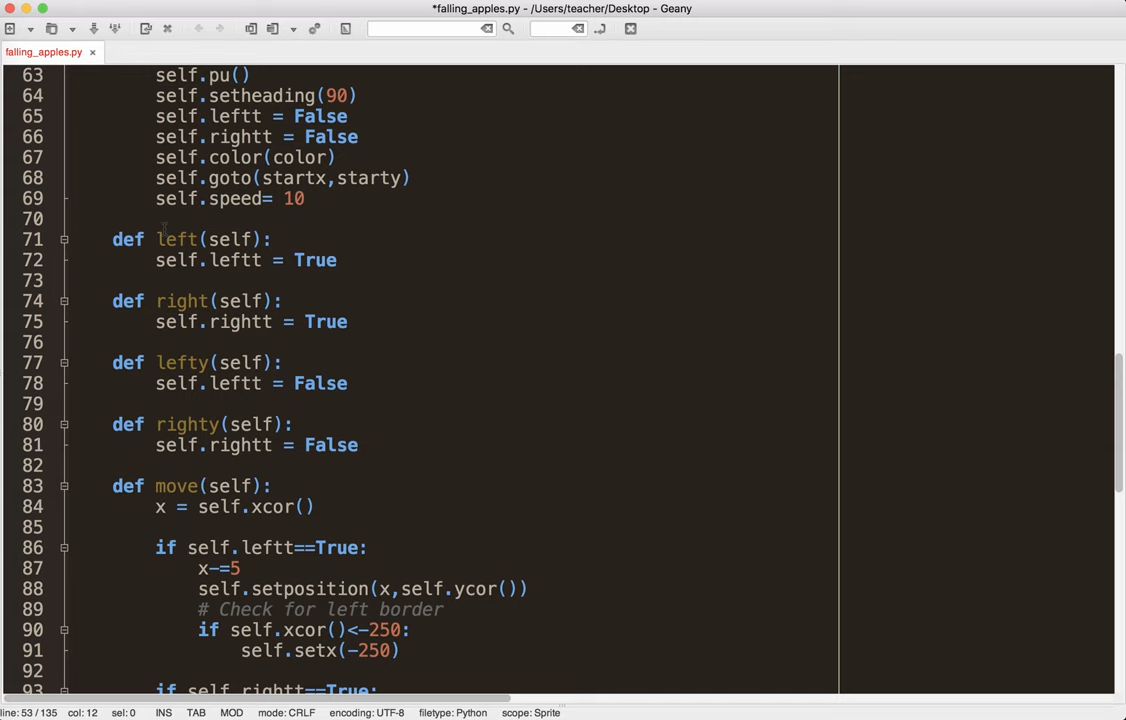 *falling_apples.py - /Users/teacher/Desktop - Geany
falling_apples.py ×
63 self.pu()
64 self.setheading(90)
65 self.leftt = False
66 self.rightt = False
67 self.color(color)
68 self.goto(startx,starty)
69 self.speed= 10
70
71 def left(self):
72 self.leftt = True
73
74 def right(self):
75 self.rightt = True
76
77 def lefty(self):
78 self.leftt = False
79
80 def righty(self):
81 self.rightt = False
82
83 def move(self):
84 x = self.xcor()
85
86 if self.leftt==True:
87 x-=5
88 self.setposition(x,self.ycor())
89 # Check for left border
90 if self.xcor()<-250:
91 self.setx(-250)
92
93 if self.rightt==True:
line: 53 / 135 col: 12 sel: 0 INS TAB MOD mode: CRLF encoding: UTF-8 filetype: Python scope: Sprite